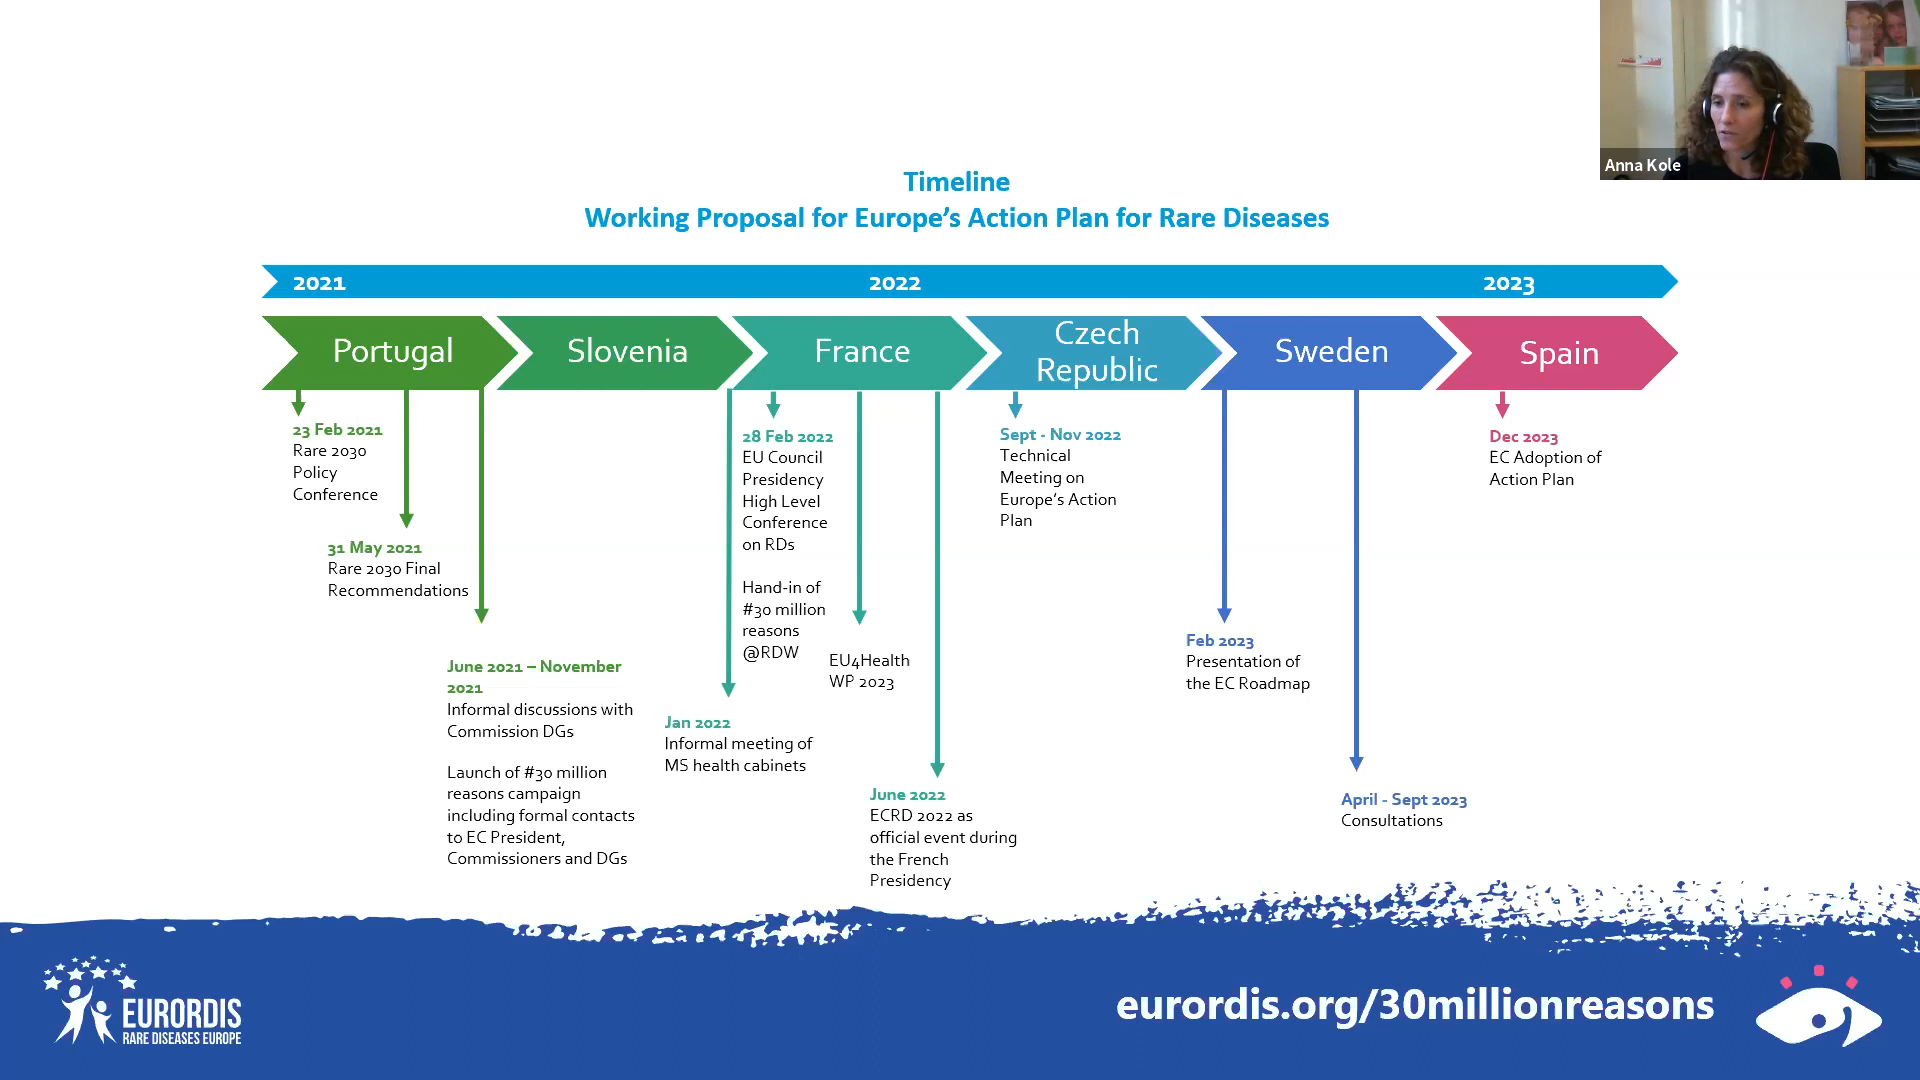 Anna Kole
Timeline
Working Proposal for Europe's Action Plan for Rare Diseases
2021
2022
2023
Portugal
Slovenia
France
Czech
Republic
Sweden
Spain
23 Feb 2021
Rare 2030
Policy
Conference
31 May 2021
Rare 2030 Final
Recommendations
June 2021 – November
2021
Informal discussions with
Commission DGs
Launch of #30 million
reasons campaign
including formal contacts
to EC President,
Commissioners and DGs
Jan 2022
Informal meeting of
MS health cabinets
28 Feb 2022
EU Council
Presidency
High Level
Conference
on RDs
Hand-in of
#30 million
reasons
@RDW
EU4Health
WP 2023
June 2022
ECRD 2022 as
official event during
the French
Presidency
Sept - Nov 2022
Technical
Meeting on
Europe's Action
Plan
Feb 2023
Presentation of
the EC Roadmap
April - Sept 2023
Consultations
Dec 2023
EC Adoption of
Action Plan
EURORDIS
RARE DISEASES EUROPE
eurordis.org/30millionreasons